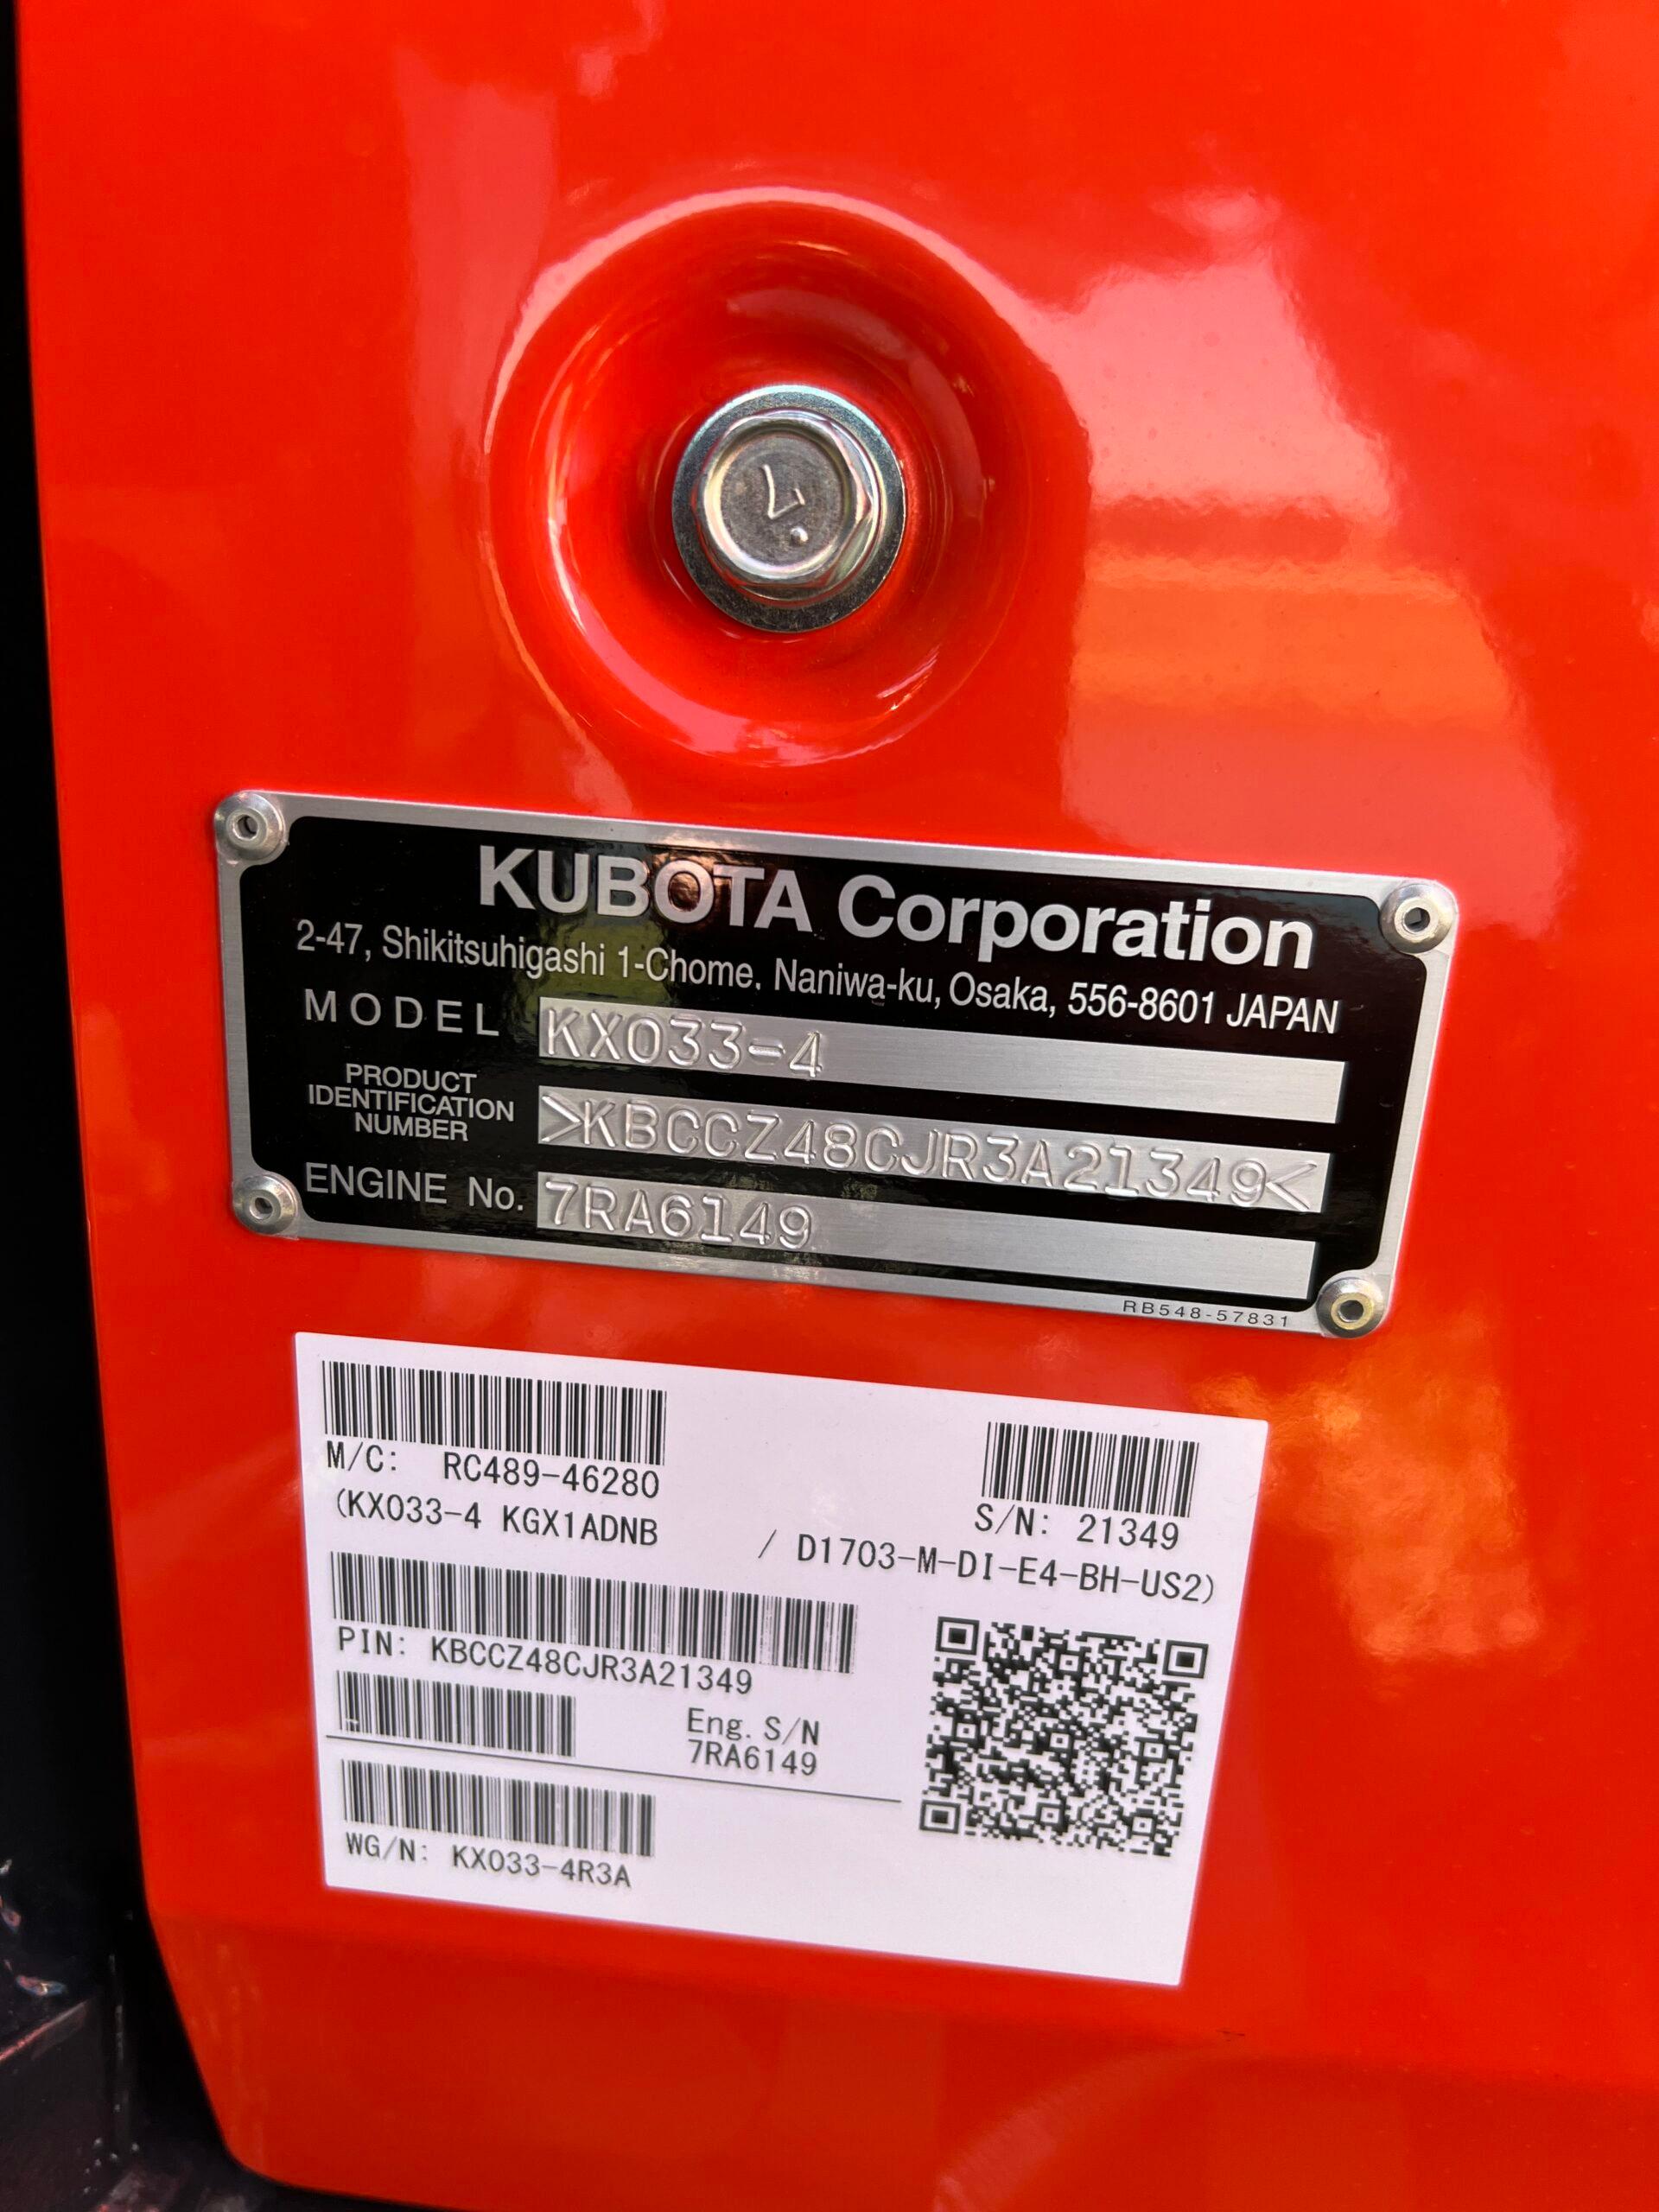 KUBOTA Corporation
2-47, Shikitsuhigashi 1-Chome, Naniwa-ku, Osaka, 556-8601 JAPAN
MODEL KX033-4
PRODUCT IDENTIFICATION NUMBER >KBCCZ48CJR3A21349<
ENGINE No. 7RA6149
RB548-57831
M/C: RC489-46280
S/N: 21349
(KX033-4 KGX1ADNB / D1703-M-DI-E4-BH-US2)
PIN: KBCCZ48CJR3A21349
Eng. S/N
7RA6149
WG/N: KX033-4R3A